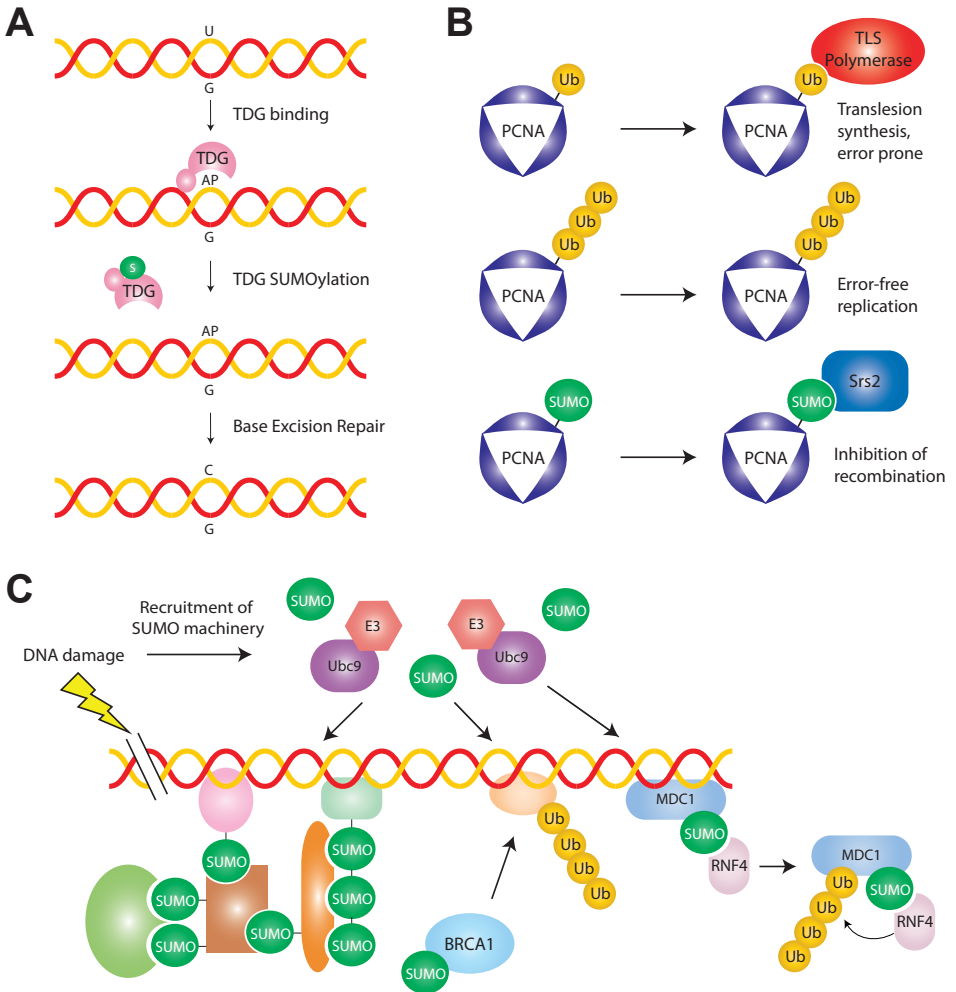 A
U
G
TDG binding
TDG
AP
G
S
TDG
TDG SUMOylation
AP
G
Base Excision Repair
C
G
B
Ub
PCNA
TLS
Polymerase
Ub
PCNA
Translesion
synthesis,
error prone
Ub
Ub
Ub
PCNA
Ub
Ub
Ub
PCNA
Error-free
replication
SUMO
PCNA
Srs2
SUMO
PCNA
Inhibition of
recombination
C
DNA damage
Recruitment of
SUMO machinery
SUMO
E3
Ubc9
SUMO
E3
Ubc9
SUMO
SUMO
SUMO
SUMO
SUMO
SUMO
SUMO
SUMO
Ub
Ub
Ub
Ub
BRCA1
SUMO
MDC1
SUMO
RNF4
MDC1
Ub
Ub
Ub
Ub
SUMO
RNF4